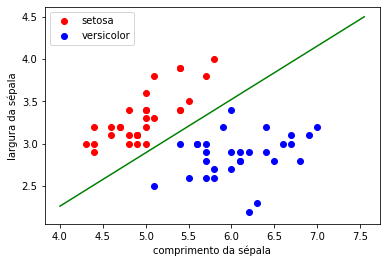 setosa
versicolor
largura da sépala
4.5
4.0
3.5
3.0
2.5
4.0 4.5 5.0 5.5 6.0 6.5 7.0 7.5
comprimento da sépala